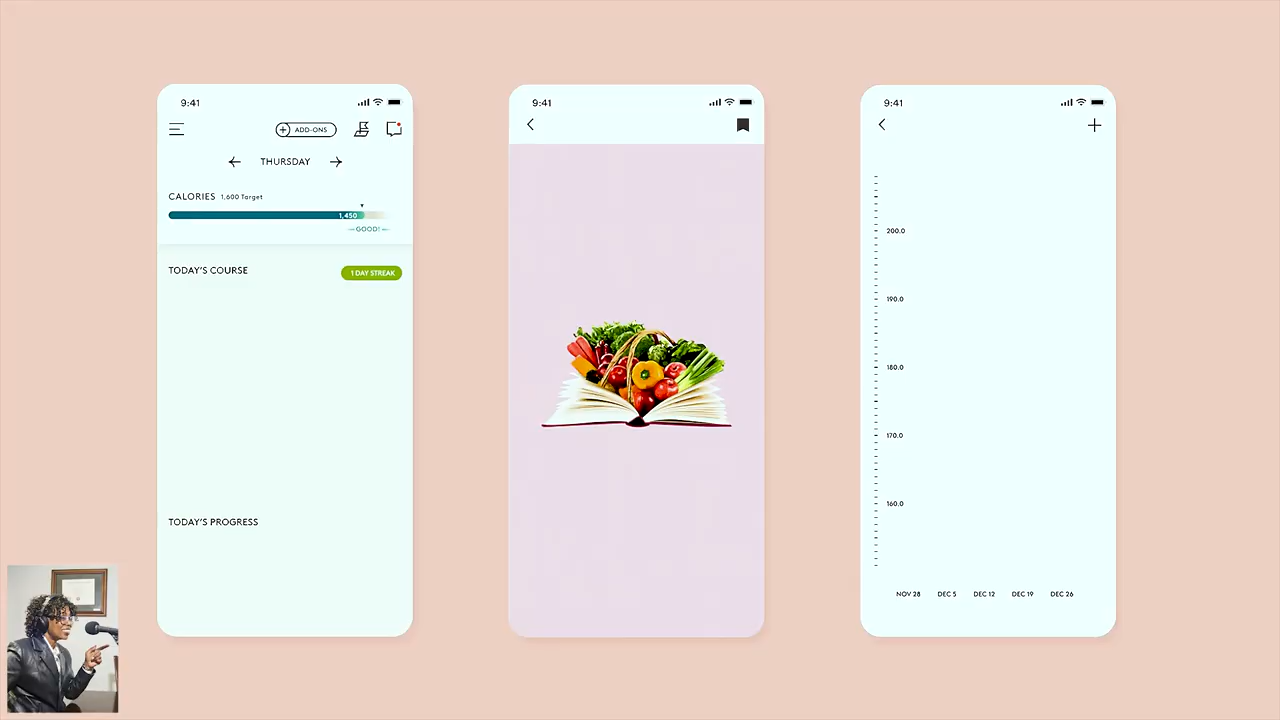 9:41
ADD-ONS
THURSDAY
CALORIES 1,600 Target
1,450
GOOD!
TODAY'S COURSE
1 DAY STREAK
TODAY'S PROGRESS
9:41
9:41
200.0
190.0
180.0
170.0
160.0
NOV 28 DEC 5 DEC 12 DEC 19 DEC 26